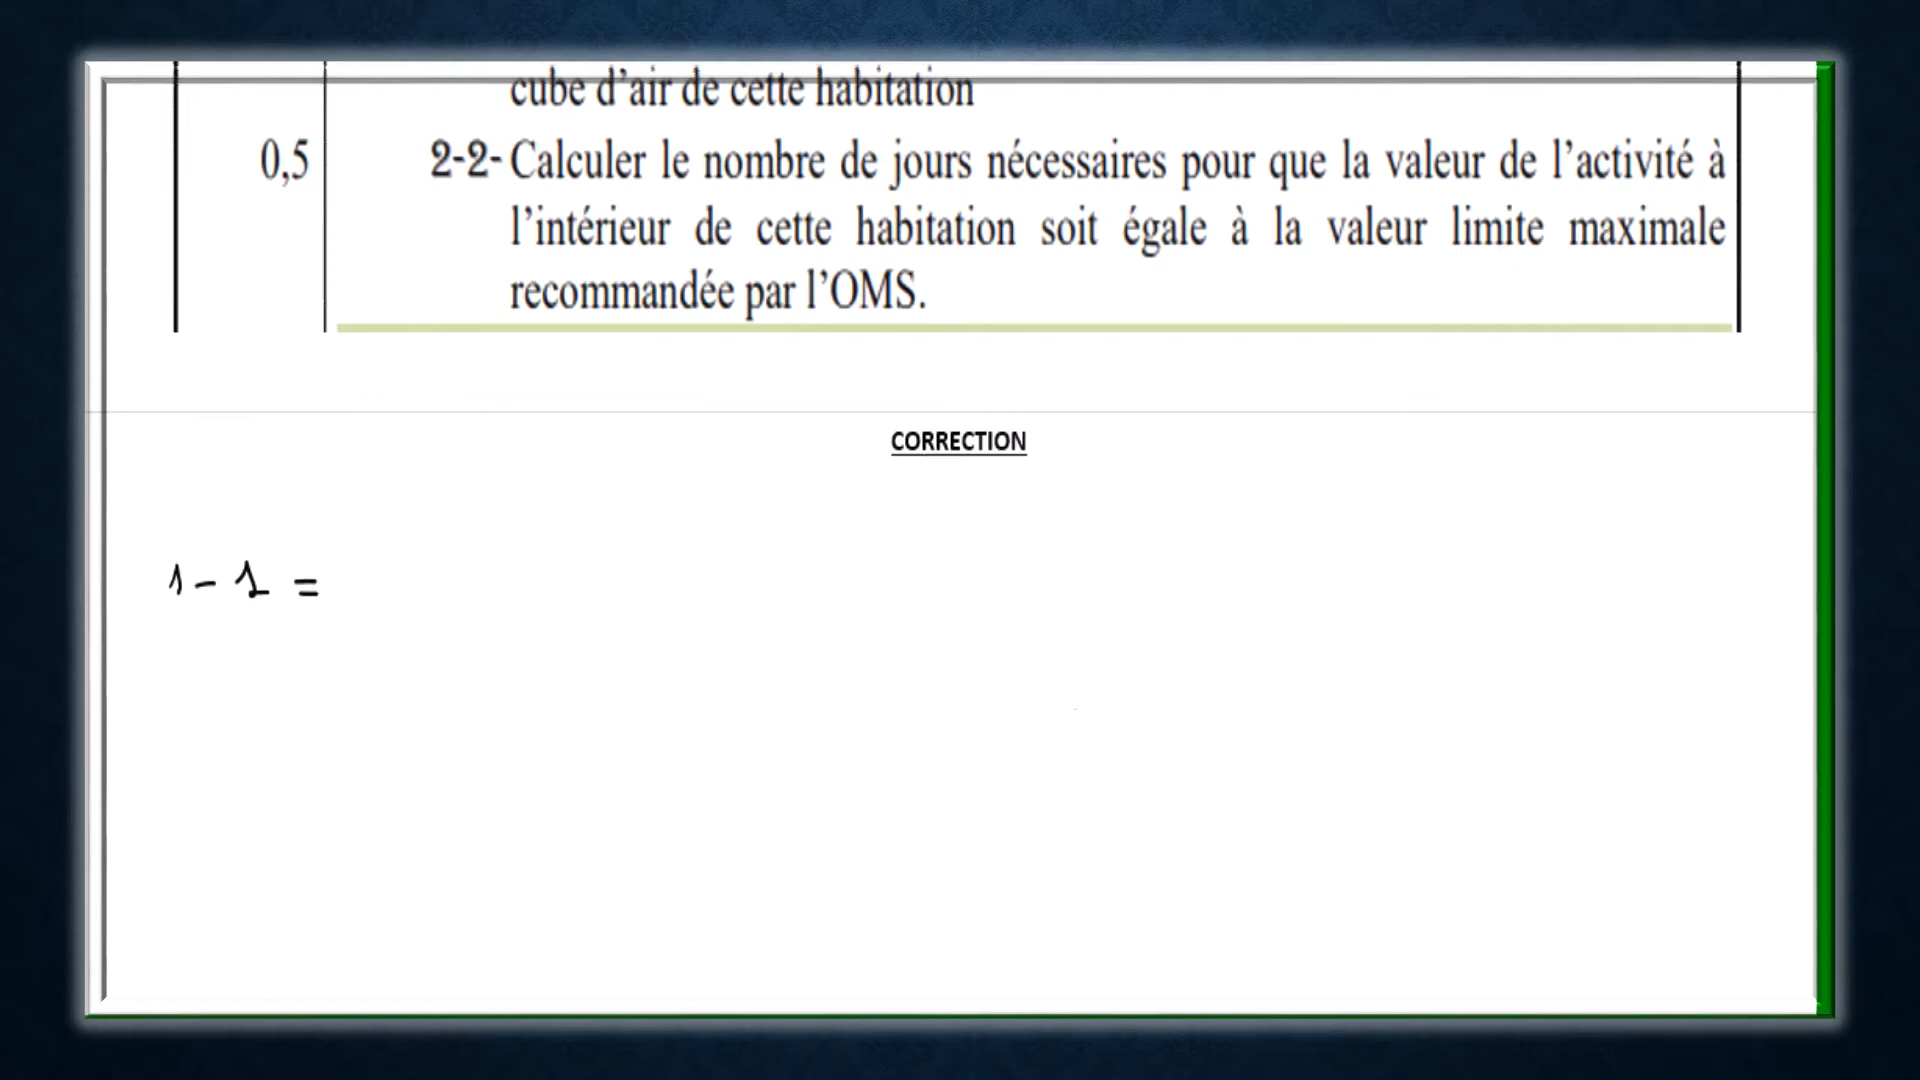 cube d’air de cette habitation
0,5 2-2- Calculer le nombre de jours nécessaires pour que la valeur de l’activité à
l’intérieur de cette habitation soit égale à la valeur limite maximale
recommandée par l’OMS.
CORRECTION
1 - 1 =